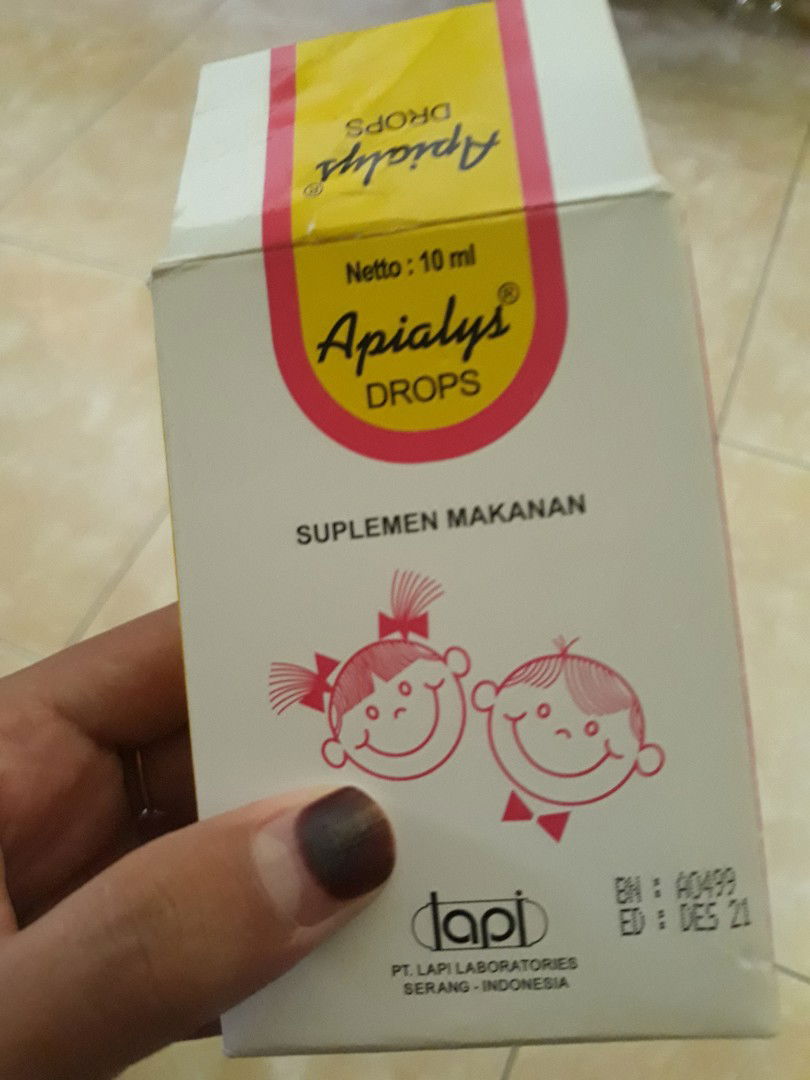 DROPS
Apialys®
Netto : 10 ml
Apialys®
DROPS
SUPLEMEN MAKANAN
lapi
PT. LAPI LABORATORIES
SERANG - INDONESIA
BN : A0499
ED : DES 21